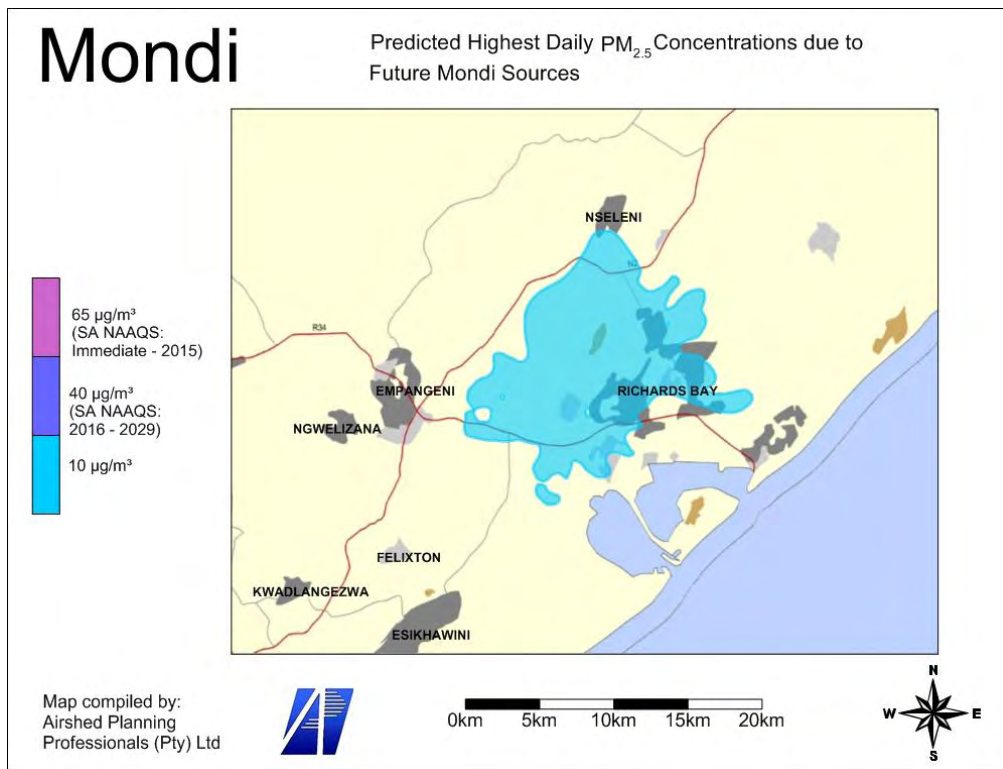 Mondi
Predicted Highest Daily PM2.5 Concentrations due to
Future Mondi Sources
NSELENI
N2
R34
EMPANGENI
RICHARDS BAY
NGWELIZANA
FELIXTON
KWADLANGEZWA
ESIKHAWINI
65 µg/m³
(SA NAAQS:
Immediate - 2015)
40 µg/m³
(SA NAAQS:
2016 - 2029)
10 µg/m³
Map compiled by:
Airshed Planning
Professionals (Pty) Ltd
0km 5km 10km 15km 20km
N
W E
S